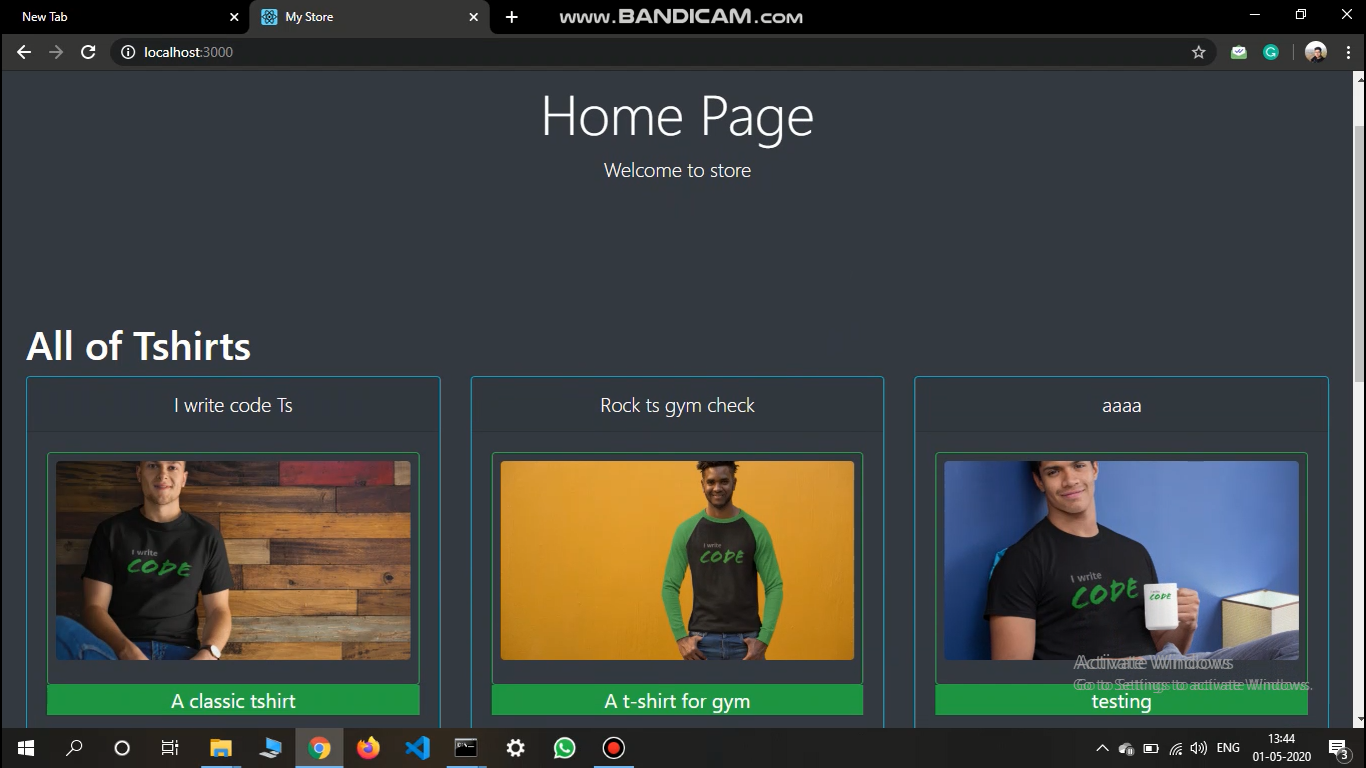 New Tab
My Store
www.BANDICAM.com
localhost:3000
Home Page
Welcome to store
All of Tshirts
I write code Ts
Rock ts gym check
aaaa
I write
CODE
I write
CODE
I write
CODE
CODE
A classic tshirt
A t-shirt for gym
testing
Activate Windows
Go to Settings to activate Windows.
ENG
13:44
01-05-2020
3